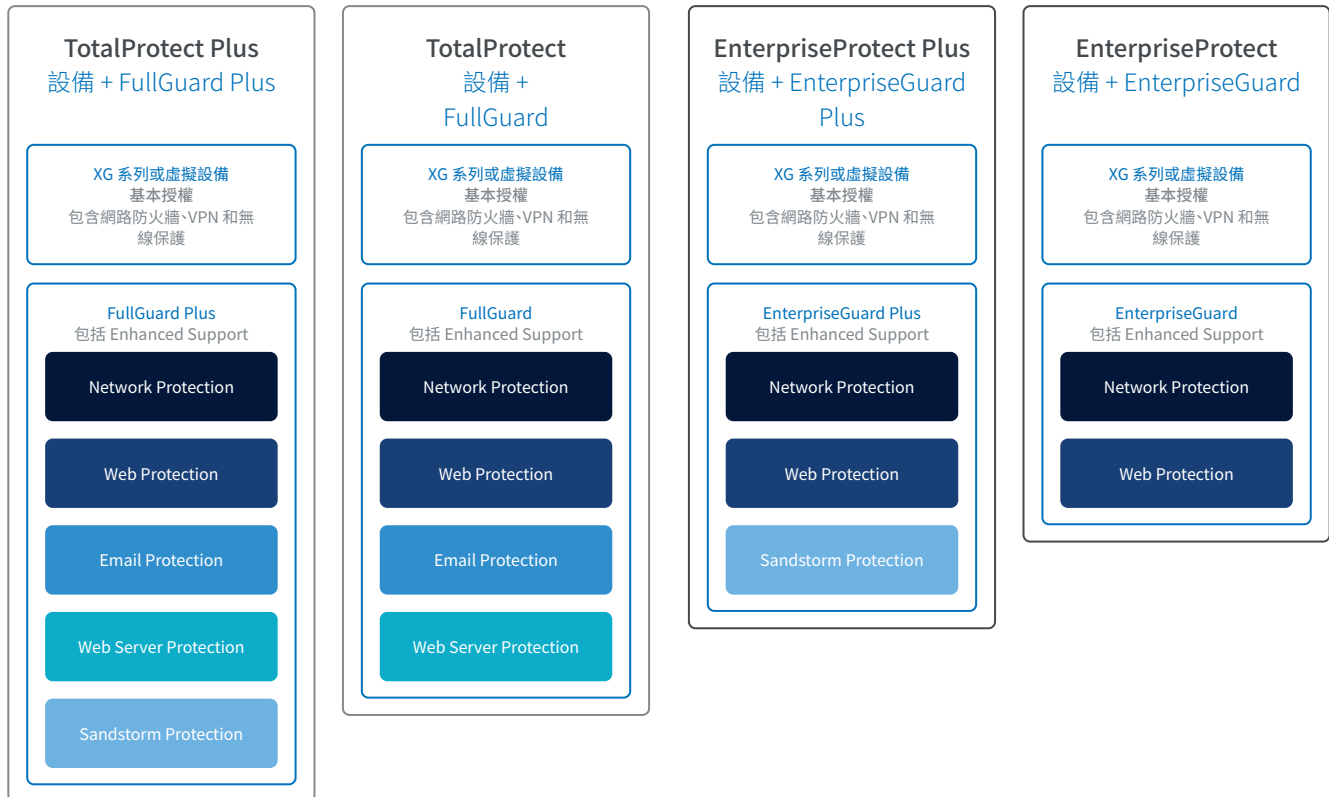 TotalProtect Plus
設備 + FullGuard Plus
XG 系列或虛擬設備
基本授權
包含網路防火牆、VPN 和無
線保護
FullGuard Plus
包括 Enhanced Support
Network Protection
Web Protection
Email Protection
Web Server Protection
Sandstorm Protection
TotalProtect
設備 +
FullGuard
XG 系列或虛擬設備
基本授權
包含網路防火牆、VPN 和無
線保護
FullGuard
包括 Enhanced Support
Network Protection
Web Protection
Email Protection
Web Server Protection
EnterpriseProtect Plus
設備 + EnterpriseGuard
Plus
XG 系列或虛擬設備
基本授權
包含網路防火牆、VPN 和無
線保護
EnterpriseGuard Plus
包括 Enhanced Support
Network Protection
Web Protection
Sandstorm Protection
EnterpriseProtect
設備 + EnterpriseGuard
XG 系列或虛擬設備
基本授權
包含網路防火牆、VPN 和無
線保護
EnterpriseGuard
包括 Enhanced Support
Network Protection
Web Protection